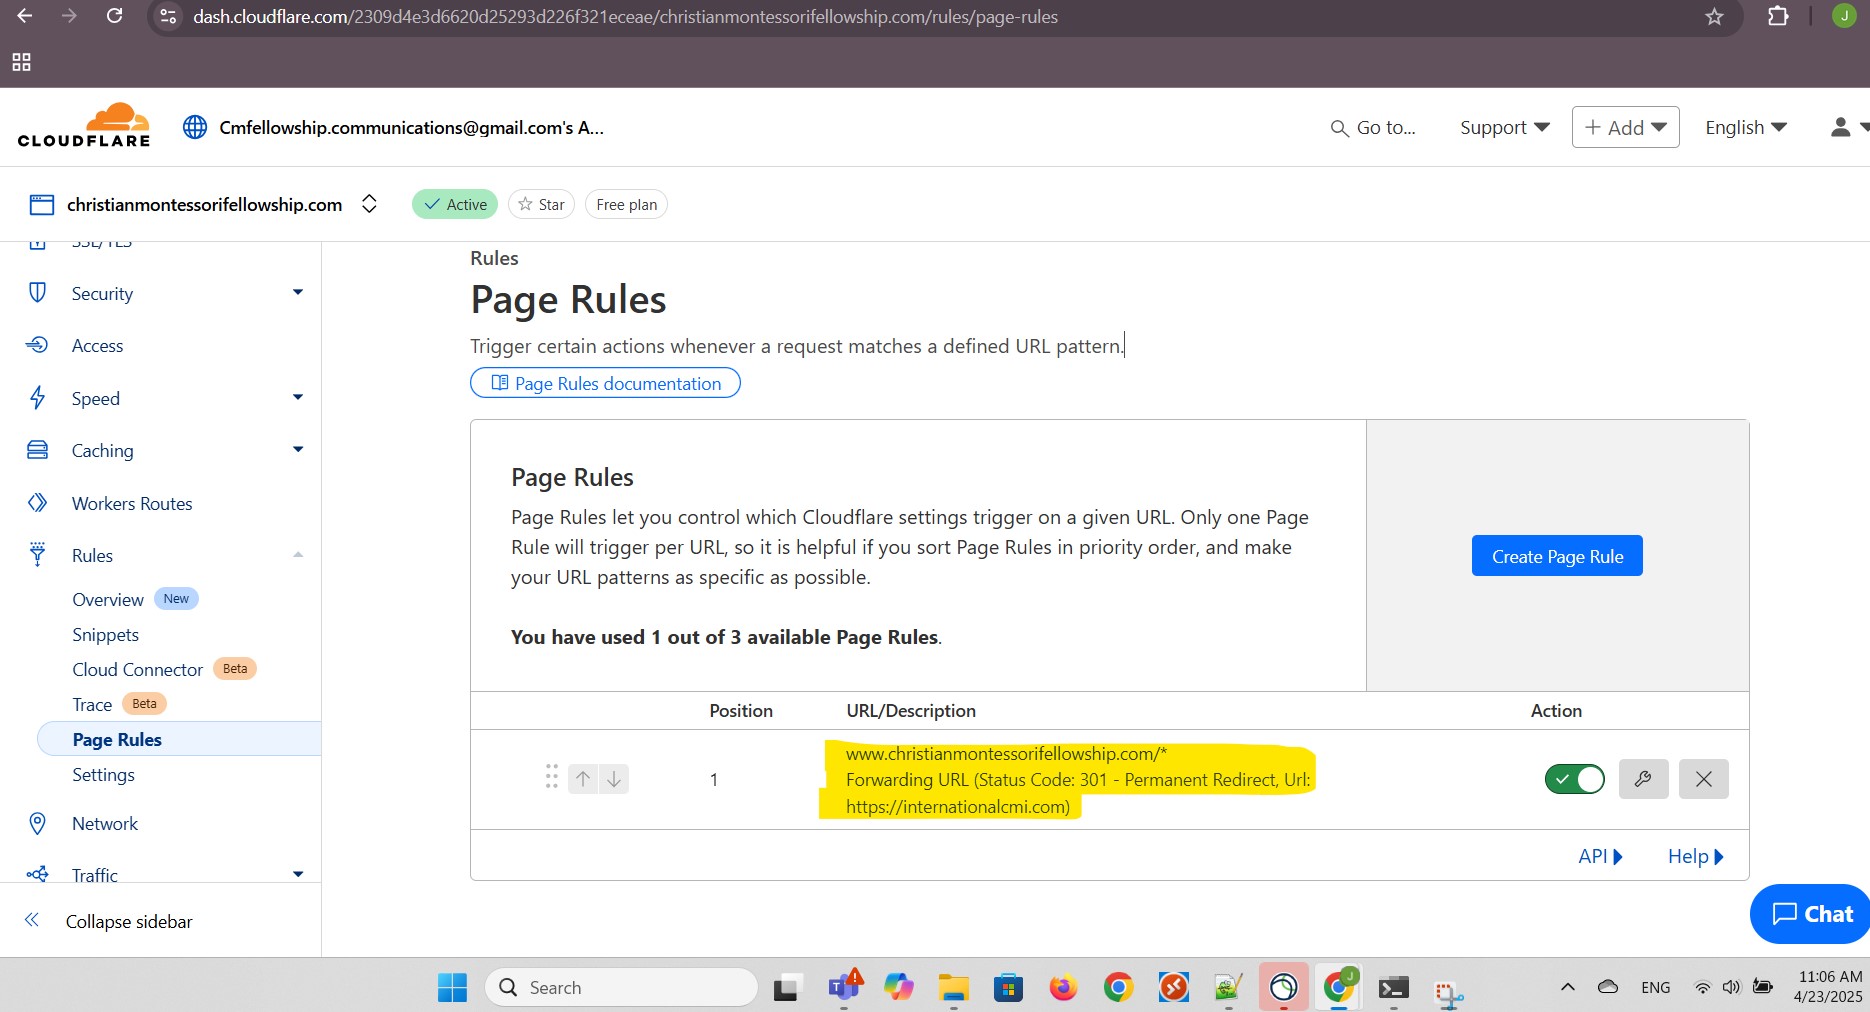 dash.cloudflare.com/2309d4e3d6620d25293d226f321eceae/christianmontessorifellowship.com/rules/page-rules
J
CLOUDFLARE
Cmfellowship.communications@gmail.com's A...
Go to...
Support
+ Add
English
christianmontessorifellowship.com
Active
Star
Free plan
SSL/TLS
Security
Access
Speed
Caching
Workers Routes
Rules
Overview New
Snippets
Cloud Connector Beta
Trace Beta
Page Rules
Settings
Network
Traffic
Collapse sidebar
Rules
Page Rules
Trigger certain actions whenever a request matches a defined URL pattern.
Page Rules documentation
Page Rules
Page Rules let you control which Cloudflare settings trigger on a given URL. Only one Page
Rule will trigger per URL, so it is helpful if you sort Page Rules in priority order, and make
your URL patterns as specific as possible.
You have used 1 out of 3 available Page Rules.
Create Page Rule
Position URL/Description Action
1
www.christianmontessorifellowship.com/*
Forwarding URL (Status Code: 301 - Permanent Redirect, Url:
https://internationalcmi.com)
API
Help
Chat
Search
T
J
ENG
11:06 AM
4/23/2025